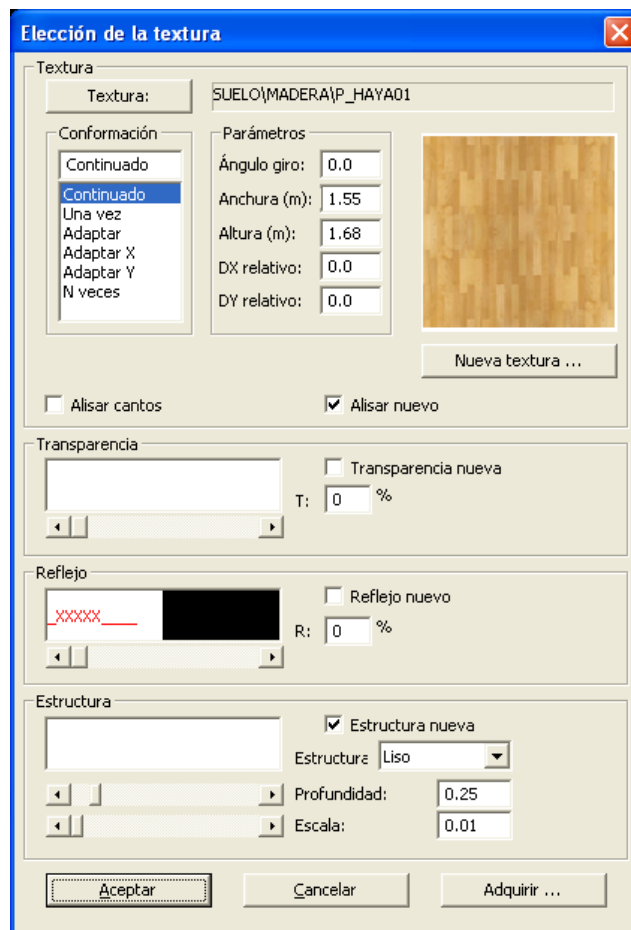 Elección de la textura
Textura
Textura: SUELO\MADERA\P_HAYA01
Conformación
Continuado
Continuado
Una vez
Adaptar
Adaptar X
Adaptar Y
N veces
Parámetros
Ángulo giro: 0.0
Anchura (m): 1.55
Altura (m): 1.68
DX relativo: 0.0
DY relativo: 0.0
Nueva textura ...
Alisar cantos Alisar nuevo
Transparencia
Transparencia nueva
T: 0 %
Reflejo
_XXXXX____
Reflejo nuevo
R: 0 %
Estructura
Estructura nueva
Estructura Liso
Profundidad: 0.25
Escala: 0.01
Aceptar Cancelar Adquirir ...